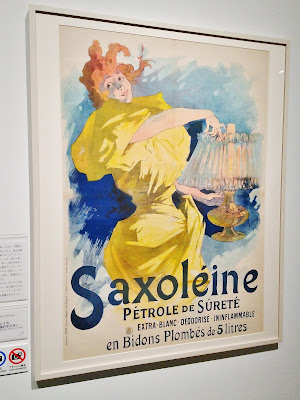 Saxoléine
PÉTROLE DE SÛRETÉ
EXTRA-BLANC - DÉODORISÉ - ININFLAMMABLE
en Bidons Plombés de 5 litres